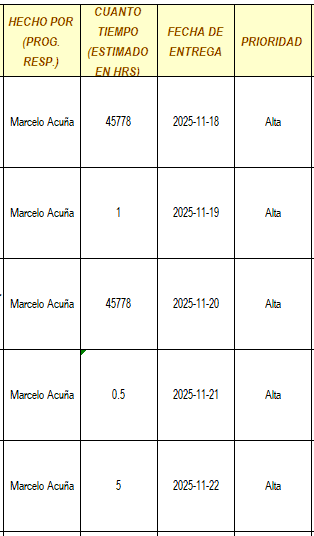 HECHO POR
(PROG.
RESP.)
CUANTO
TIEMPO
(ESTIMADO
EN HRS)
FECHA DE
ENTREGA
PRIORIDAD
Marcelo Acuña 45778 2025-11-18 Alta
Marcelo Acuña 1 2025-11-19 Alta
Marcelo Acuña 45778 2025-11-20 Alta
Marcelo Acuña 0.5 2025-11-21 Alta
Marcelo Acuña 5 2025-11-22 Alta